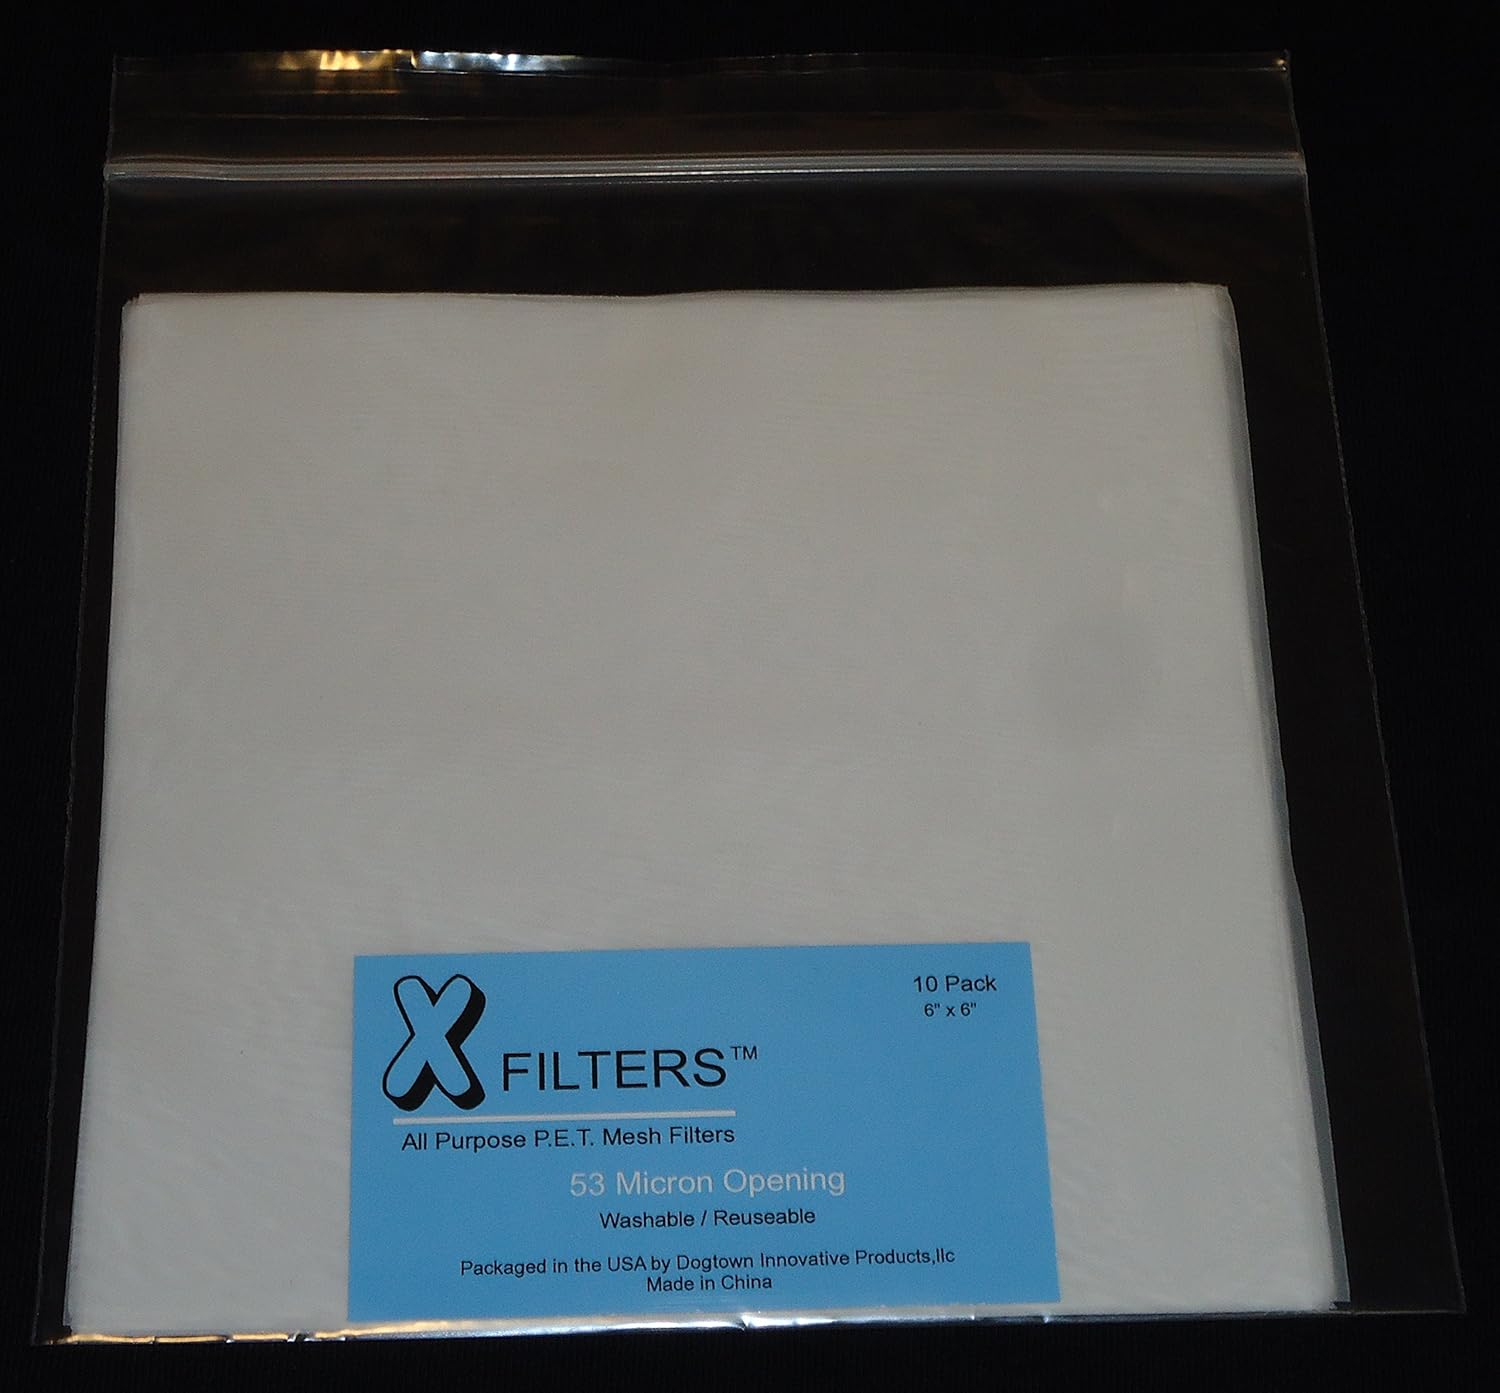 10 Pack
6" x 6"
X FILTERS™
All Purpose P.E.T. Mesh Filters
53 Micron Opening
Washable / Reuseable
Packaged in the USA by Dogtown Innovative Products,llc
Made in China